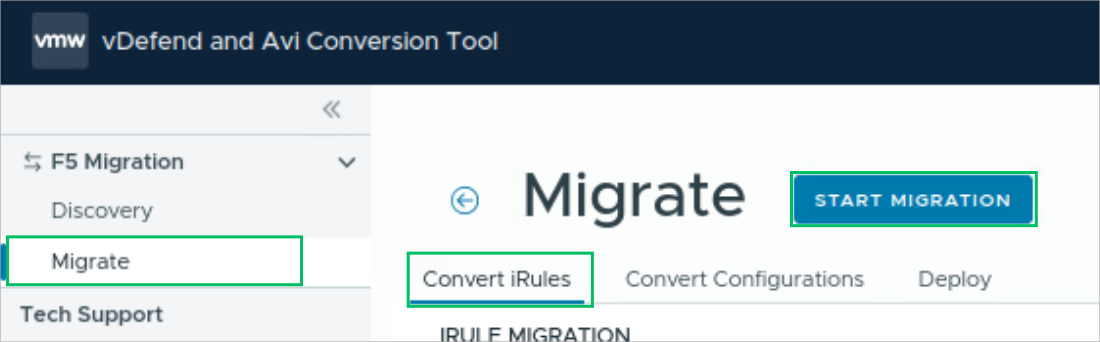 vmw vDefend and Avi Conversion Tool
F5 Migration
Discovery
Migrate
Tech Support
Migrate START MIGRATION
Convert iRules Convert Configurations Deploy
IRULE MIGRATION